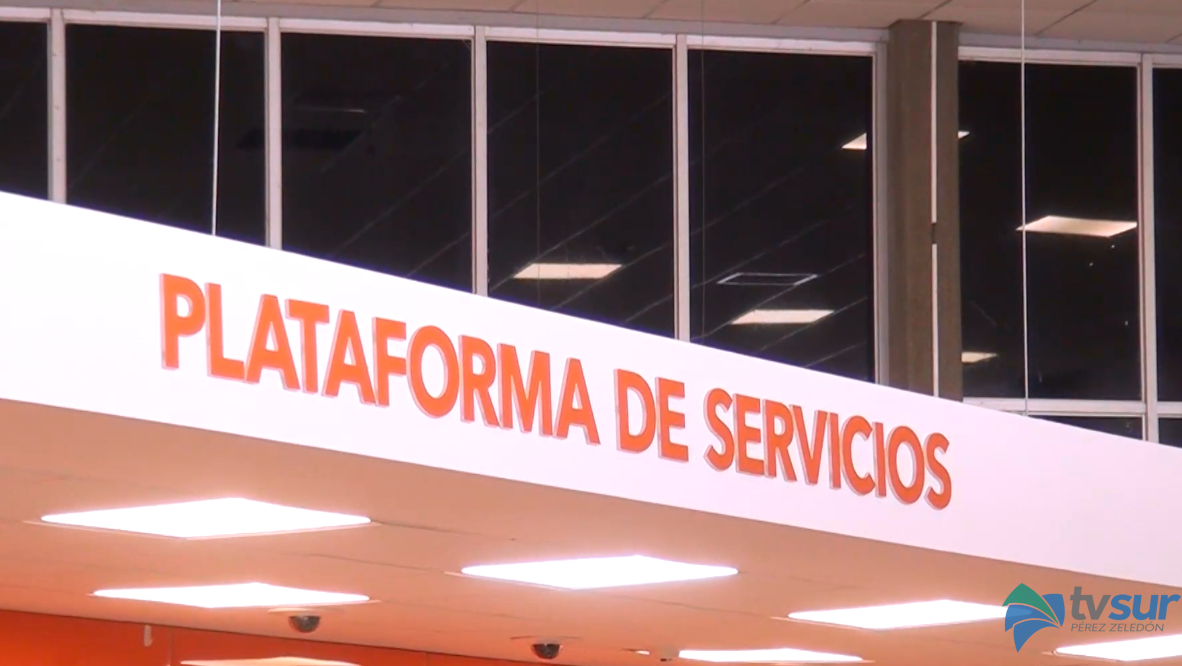 PLATAFORMA DE SERVICIOS
tvsur
PÉREZ ZELEDÓN